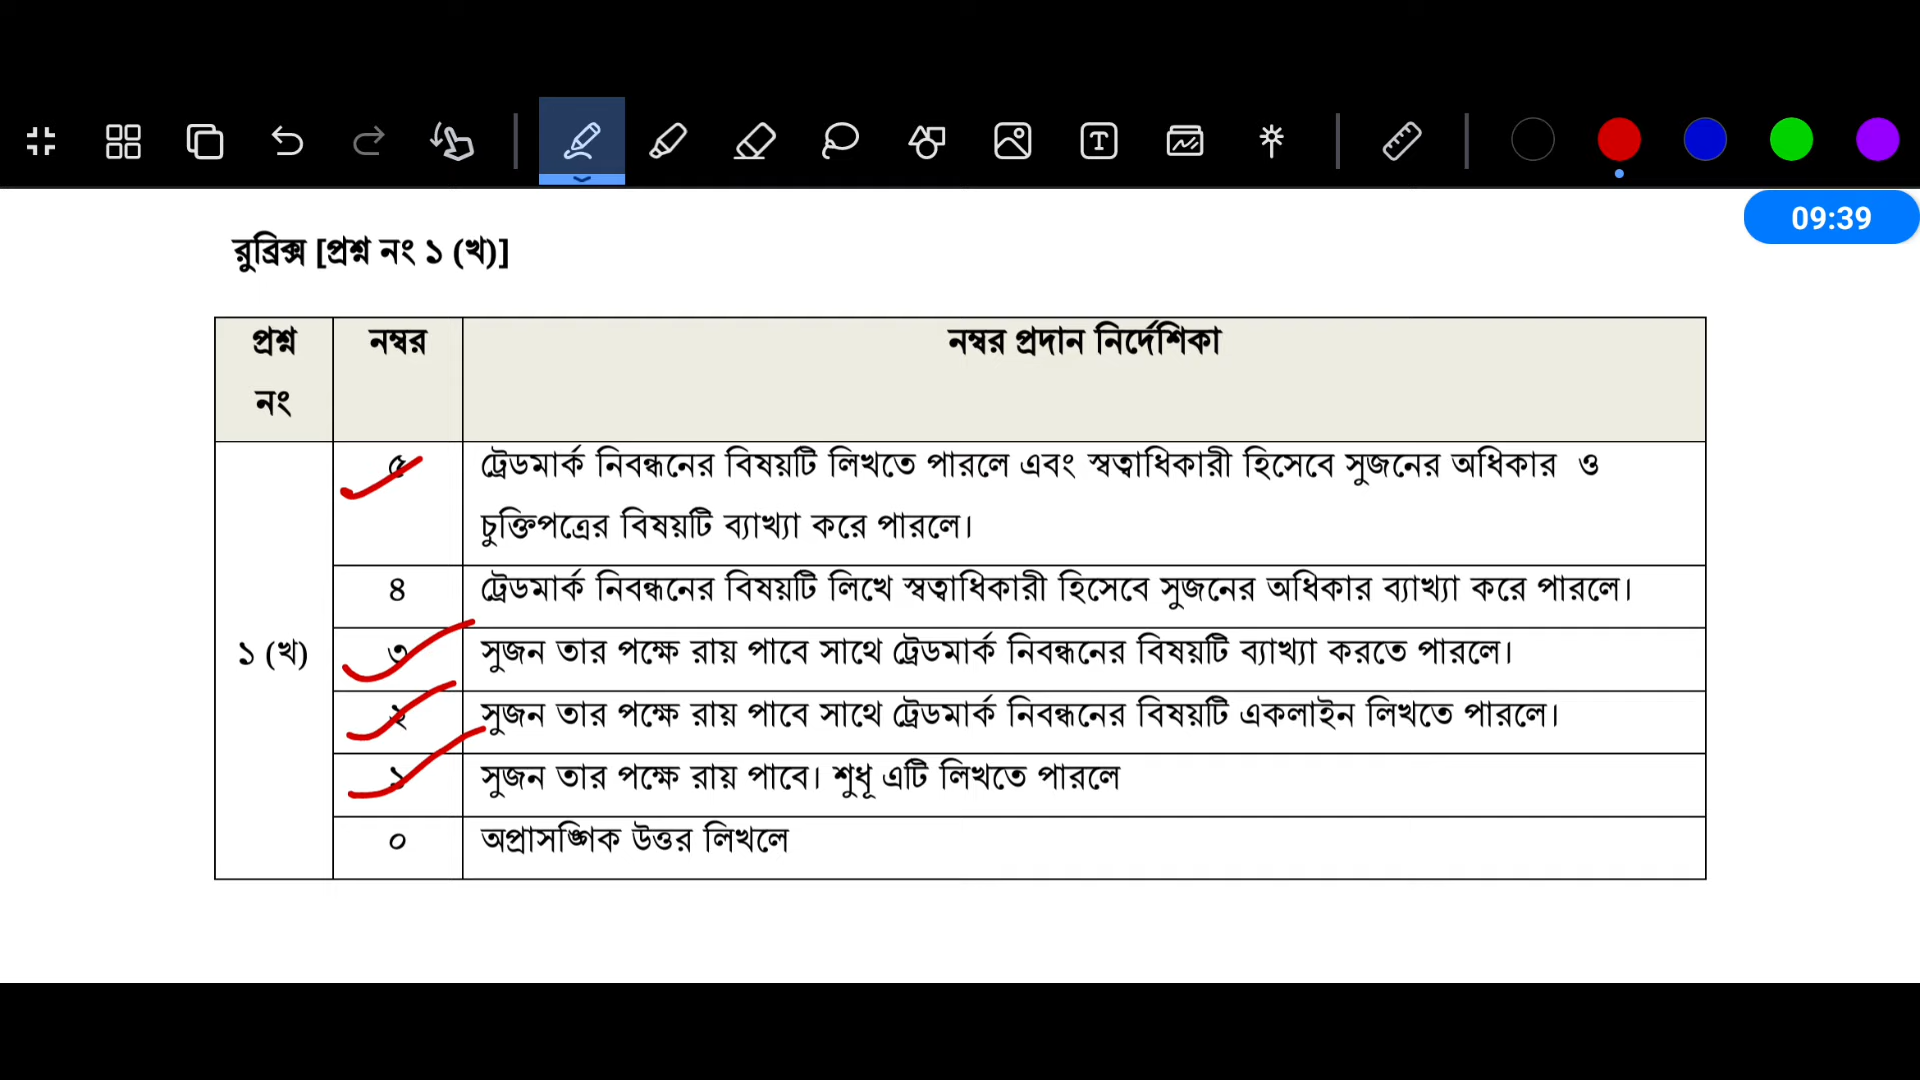 09:39
রুব্রিক্স [প্রশ্ন নং ১ (খ)]
প্রশ্ন নং নম্বর নম্বর প্রদান নির্দেশিকা
১ (খ)
৫ ট্রেডমার্ক নিবন্ধনের বিষয়টি লিখতে পারলে এবং স্বত্বাধিকারী হিসেবে সুজনের অধিকার ও
চুক্তিপত্রের বিষয়টি ব্যাখ্যা করে পারলে।
৪ ট্রেডমার্ক নিবন্ধনের বিষয়টি লিখে স্বত্বাধিকারী হিসেবে সুজনের অধিকার ব্যাখ্যা করে পারলে।
৩ সুজন তার পক্ষে রায় পাবে সাথে ট্রেডমার্ক নিবন্ধনের বিষয়টি ব্যাখ্যা করতে পারলে।
২ সুজন তার পক্ষে রায় পাবে সাথে ট্রেডমার্ক নিবন্ধনের বিষয়টি একলাইন লিখতে পারলে।
১ সুজন তার পক্ষে রায় পাবে। শুধূ এটি লিখতে পারলে
০ অপ্রাসঙ্গিক উত্তর লিখলে